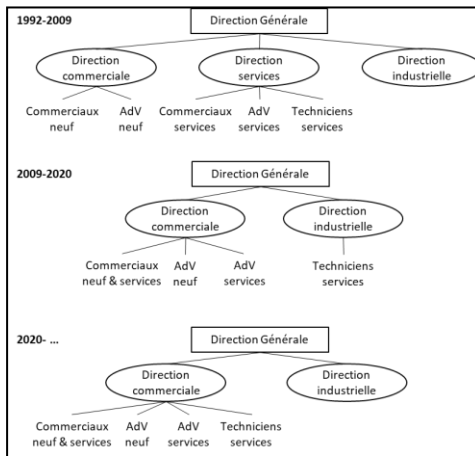 1992-2009
Direction Générale
Direction commerciale
Direction services
Direction industrielle
Commerciaux neuf
AdV neuf
Commerciaux services
AdV services
Techniciens services
2009-2020
Direction Générale
Direction commerciale
Direction industrielle
Commerciaux neuf & services
AdV neuf
AdV services
Techniciens services
2020- ...
Direction Générale
Direction commerciale
Direction industrielle
Commerciaux neuf & services
AdV neuf
AdV services
Techniciens services